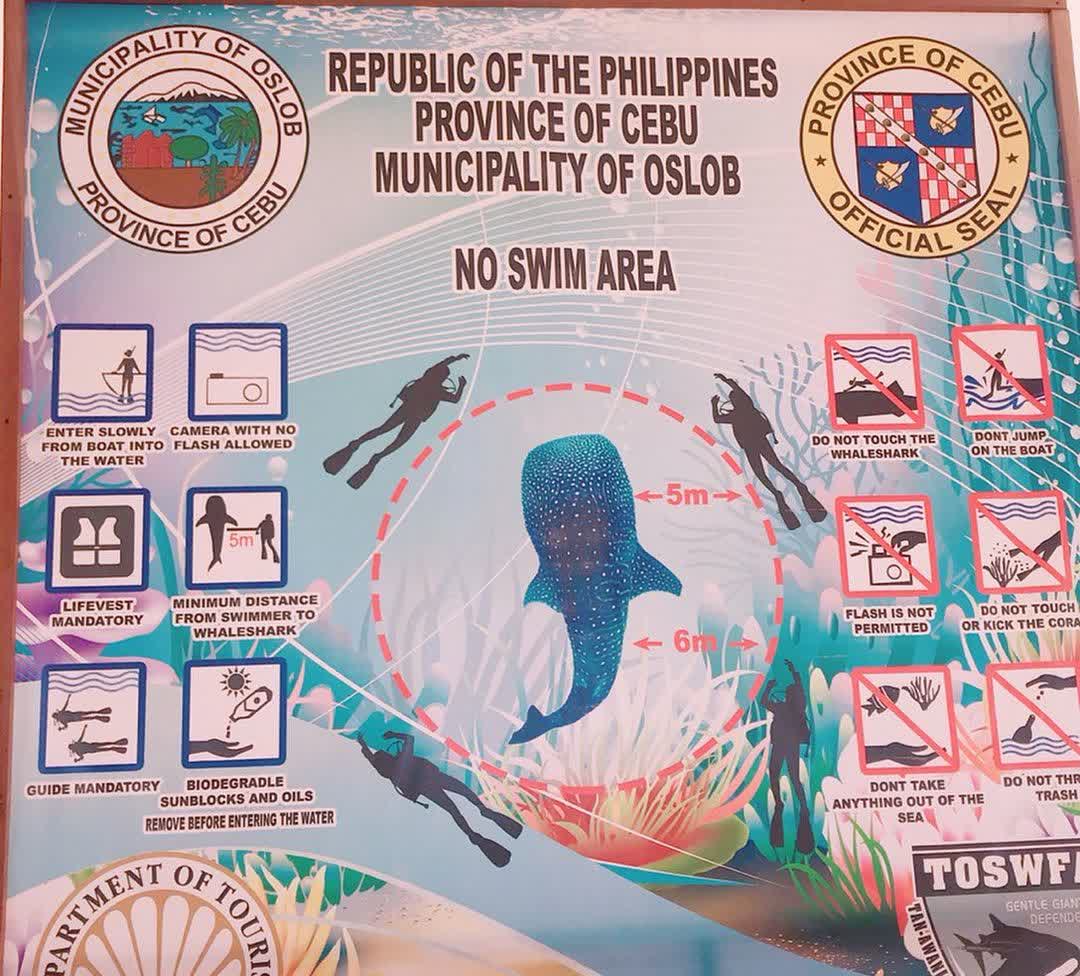 MUNICIPALITY OF OSLOB
PROVINCE OF CEBU
REPUBLIC OF THE PHILIPPINES
PROVINCE OF CEBU
MUNICIPALITY OF OSLOB
PROVINCE OF CEBU
OFFICIAL SEAL
NO SWIM AREA
ENTER SLOWLY
FROM BOAT INTO
THE WATER
CAMERA WITH NO
FLASH ALLOWED
LIFEVEST
MANDATORY
5m
MINIMUM DISTANCE
FROM SWIMMER TO
WHALESHARK
GUIDE MANDATORY
BIODEGRADLE
SUNBLOCKS AND OILS
REMOVE BEFORE ENTERING THE WATER
5m
6m
DO NOT TOUCH THE
WHALESHARK
DONT JUMP
ON THE BOAT
FLASH IS NOT
PERMITTED
DO NOT TOUCH
OR KICK THE CORA
DONT TAKE
ANYTHING OUT OF THE
SEA
DO NOT THR
TRASH
PARTMENT OF TOURIS
TOSWFA
GENTLE GIAN
DEFENDE
TAN-AWAN